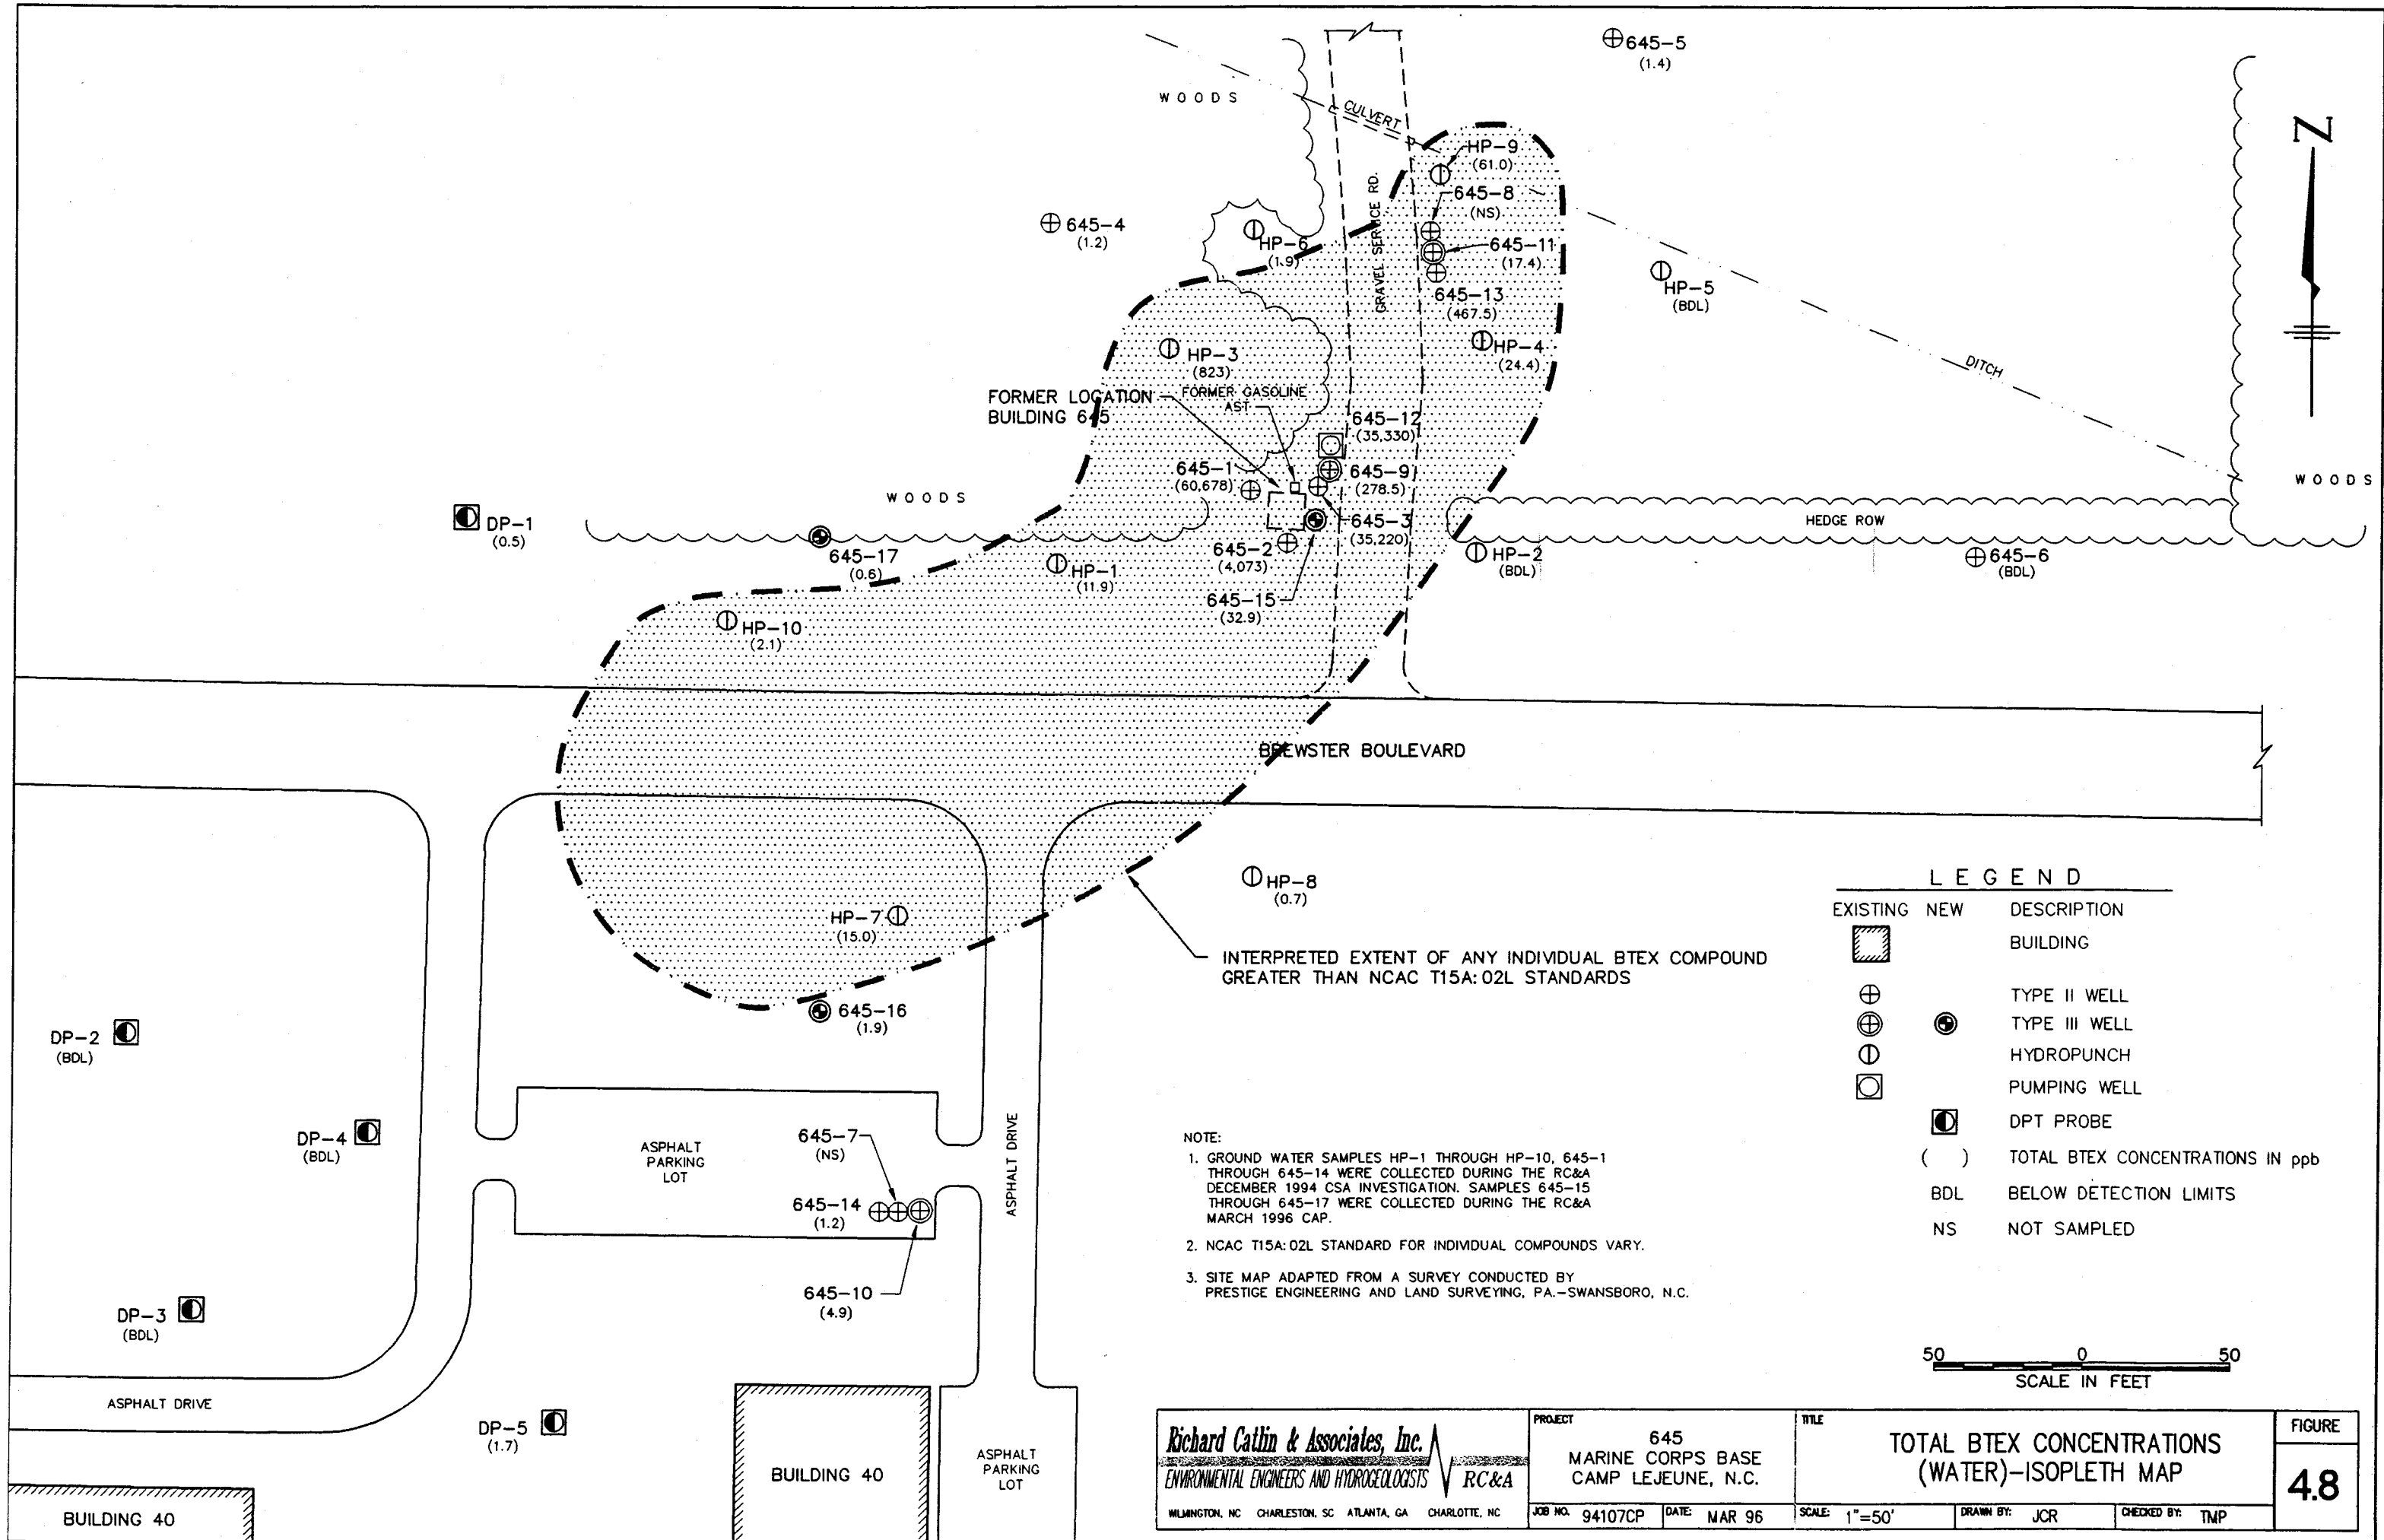 645-5
(1.4)
WOODS
CULVERT
N
HP-9
(61.0)
645-8
(NS)
GRAVEL SERVICE RD.
645-4
(1.2)
HP-6
(1.9)
645-11
(17.4)
645-13
(467.5)
HP-5
(BDL)
HP-3
(823)
HP-4
(24.4)
DITCH
FORMER LOCATION
BUILDING 645
FORMER GASOLINE
AST
645-12
(35,330)
645-1
(60,678)
645-9
(278.5)
WOODS
WOODS
DP-1
(0.5)
645-3
(35,220)
HEDGE ROW
645-17
(0.6)
645-2
(4,073)
HP-1
(11.9)
HP-2
(BDL)
645-6
(BDL)
645-15
(32.9)
HP-10
(2.1)
BREWSTER BOULEVARD
HP-8
(0.7)
HP-7
(15.0)
INTERPRETED EXTENT OF ANY INDIVIDUAL BTEX COMPOUND
GREATER THAN NCAC T15A:02L STANDARDS
645-16
(1.9)
DP-2
(BDL)
DP-4
(BDL)
ASPHALT
PARKING
LOT
645-7
(NS)
645-14
(1.2)
645-10
(4.9)
ASPHALT DRIVE
DP-3
(BDL)
ASPHALT DRIVE
DP-5
(1.7)
BUILDING 40
BUILDING 40
ASPHALT
PARKING
LOT
LEGEND
EXISTING NEW DESCRIPTION
BUILDING
TYPE II WELL
TYPE III WELL
HYDROPUNCH
PUMPING WELL
DPT PROBE
( ) TOTAL BTEX CONCENTRATIONS IN ppb
BDL BELOW DETECTION LIMITS
NS NOT SAMPLED
NOTE:
1. GROUND WATER SAMPLES HP-1 THROUGH HP-10, 645-1
THROUGH 645-14 WERE COLLECTED DURING THE RC&A
DECEMBER 1994 CSA INVESTIGATION. SAMPLES 645-15
THROUGH 645-17 WERE COLLECTED DURING THE RC&A
MARCH 1996 CAP.
2. NCAC T15A:02L STANDARD FOR INDIVIDUAL COMPOUNDS VARY.
3. SITE MAP ADAPTED FROM A SURVEY CONDUCTED BY
PRESTIGE ENGINEERING AND LAND SURVEYING, PA.-SWANSBORO, N.C.
50 0 50
SCALE IN FEET
Richard Catlin & Associates, Inc.
ENVIRONMENTAL ENGINEERS AND HYDROGEOLOGISTS RC&A
WILMINGTON, NC CHARLESTON, SC ATLANTA, GA CHARLOTTE, NC
PROJECT
645
MARINE CORPS BASE
CAMP LEJEUNE, N.C.
JOB NO. 94107CP DATE: MAR 96
TITLE
TOTAL BTEX CONCENTRATIONS
(WATER)-ISOPLETH MAP
SCALE: 1"=50' DRAWN BY: JCR CHECKED BY: TMP
FIGURE
4.8